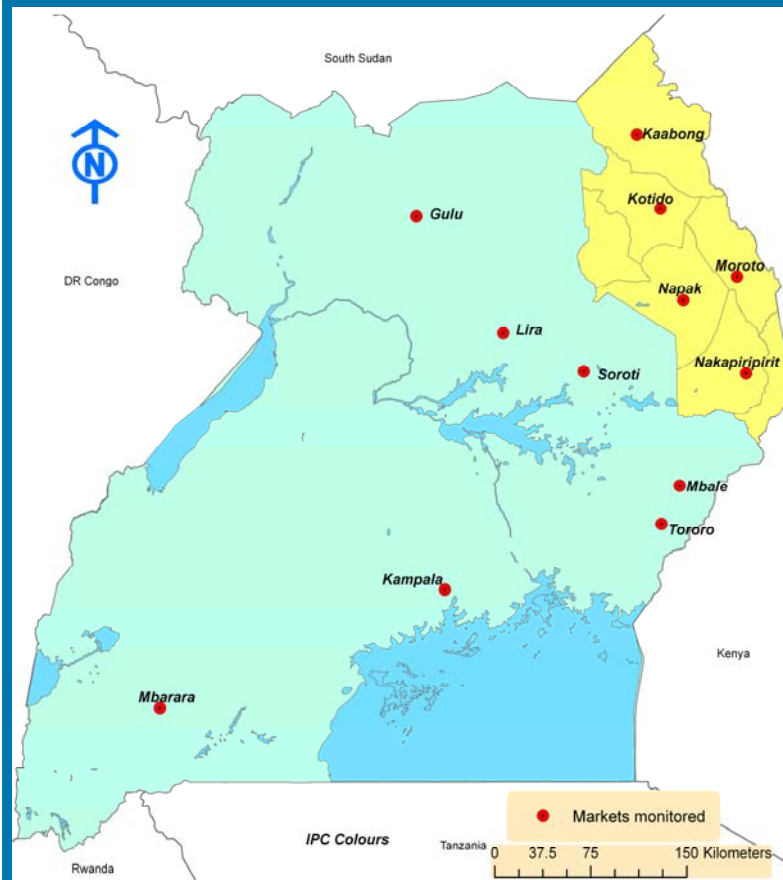 South Sudan
Kaabong
N
Kotido
Gulu
Moroto
DR Congo
Napak
Lira
Soroti
Nakapiripirit
Mbale
Tororo
Kampala
Kenya
Mbarara
Markets monitored
IPC Colours
Tanzania
0 37.5 75 150 Kilometers
Rwanda